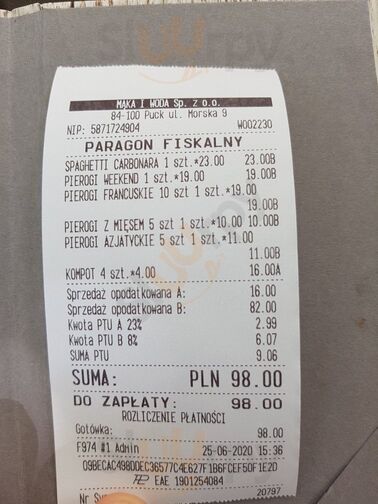 MĄKA I WODA Sp. z o.o.
84-100 Puck ul. Morska 9
NIP: 5871724904 W002230
PARAGON FISKALNY
SPAGHETTI CARBONARA 1 szt.*23.00 23.00B
PIEROGI WEEKEND 1 szt.*19.00 19.00B
PIEROGI FRANCUSKIE 10 szt 1 szt.*19.00
19.00B
PIEROGI Z MIĘSEM 5 szt 1 szt.*10.00 10.00B
PIEROGI AZJATYCKIE 5 szt 1 szt.*11.00
11.00B
KOMPOT 4 szt.*4.00 16.00A
Sprzedaż opodatkowana A: 16.00
Sprzedaż opodatkowana B: 82.00
Kwota PTU A 23% 2.99
Kwota PTU B 8% 6.07
SUMA PTU 9.06
SUMA: PLN 98.00
DO ZAPŁATY: 98.00
ROZLICZENIE PŁATNOŚCI
Gotówka: 98.00
F974 #1 Admin 25-06-2020 15:36
09BECAC498DDEC36577C4E627F1B6FCEF50F1E2D
EAE 1901254084
Nr 20797